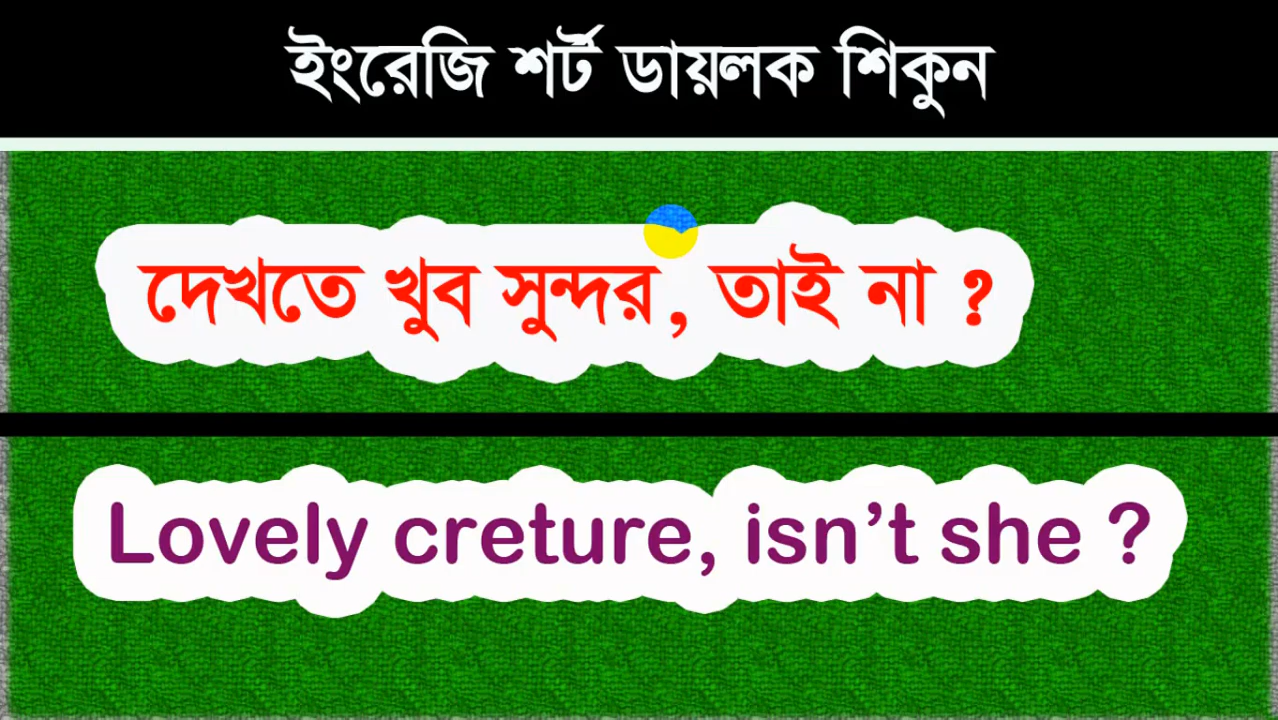 ইংরেজি শর্ট ডায়লক শিকুন
দেখতে খুব সুন্দর, তাই না ?
Lovely creture, isn’t she ?